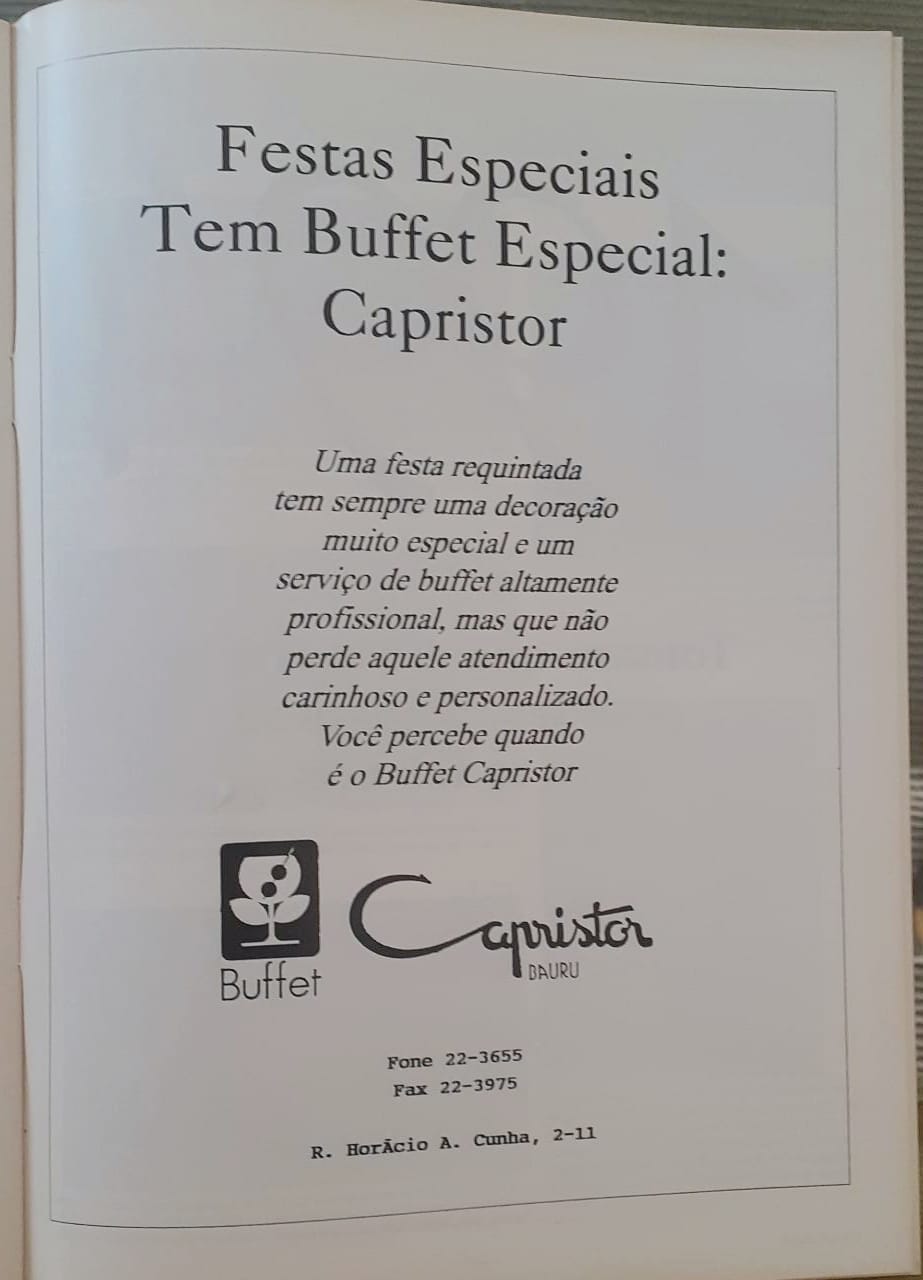 Festas Especiais
Tem Buffet Especial:
Capristor
Uma festa requintada
tem sempre uma decoração
muito especial e um
serviço de buffet altamente
profissional, mas que não
perde aquele atendimento
carinhoso e personalizado.
Você percebe quando
é o Buffet Capristor
Buffet
Capristor
BAURU
Fone 22-3655
Fax 22-3975
R. HorÃcio A. Cunha, 2-11